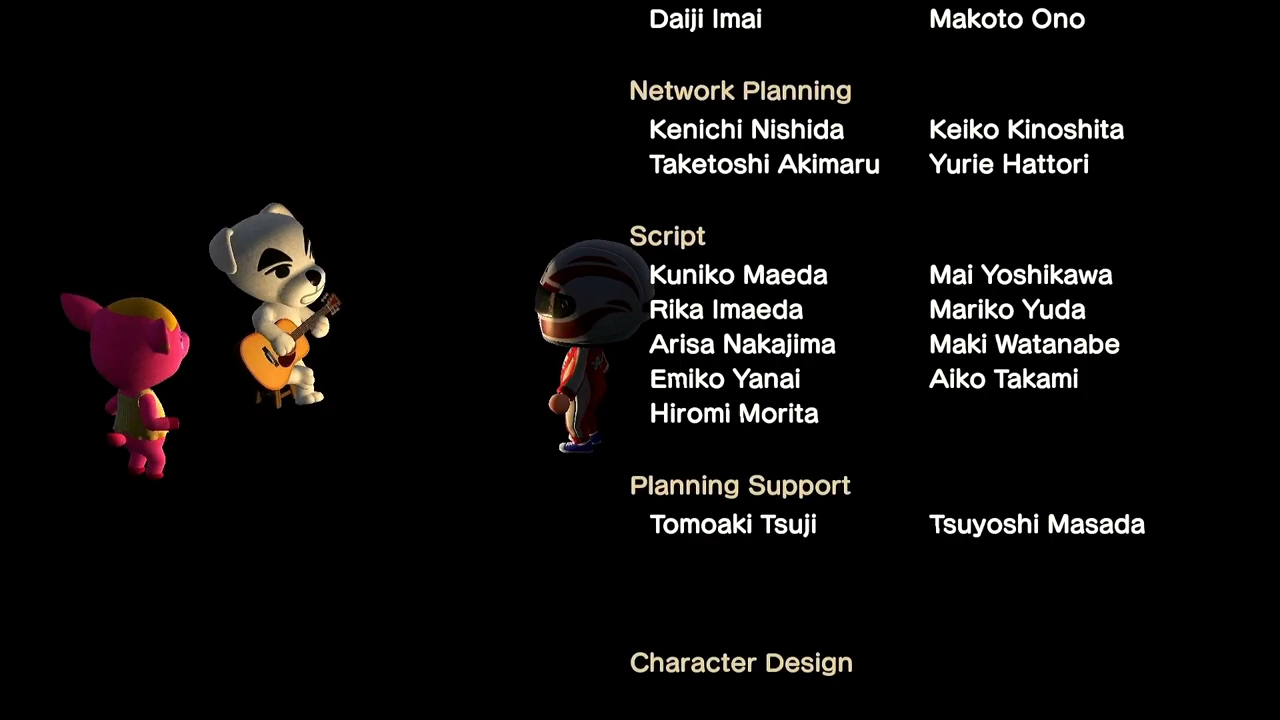 Daiji Imai Makoto Ono
Network Planning
Kenichi Nishida Keiko Kinoshita
Taketoshi Akimaru Yurie Hattori
Script
Kuniko Maeda Mai Yoshikawa
Rika Imaeda Mariko Yuda
Arisa Nakajima Maki Watanabe
Emiko Yanai Aiko Takami
Hiromi Morita
Planning Support
Tomoaki Tsuji Tsuyoshi Masada
Character Design